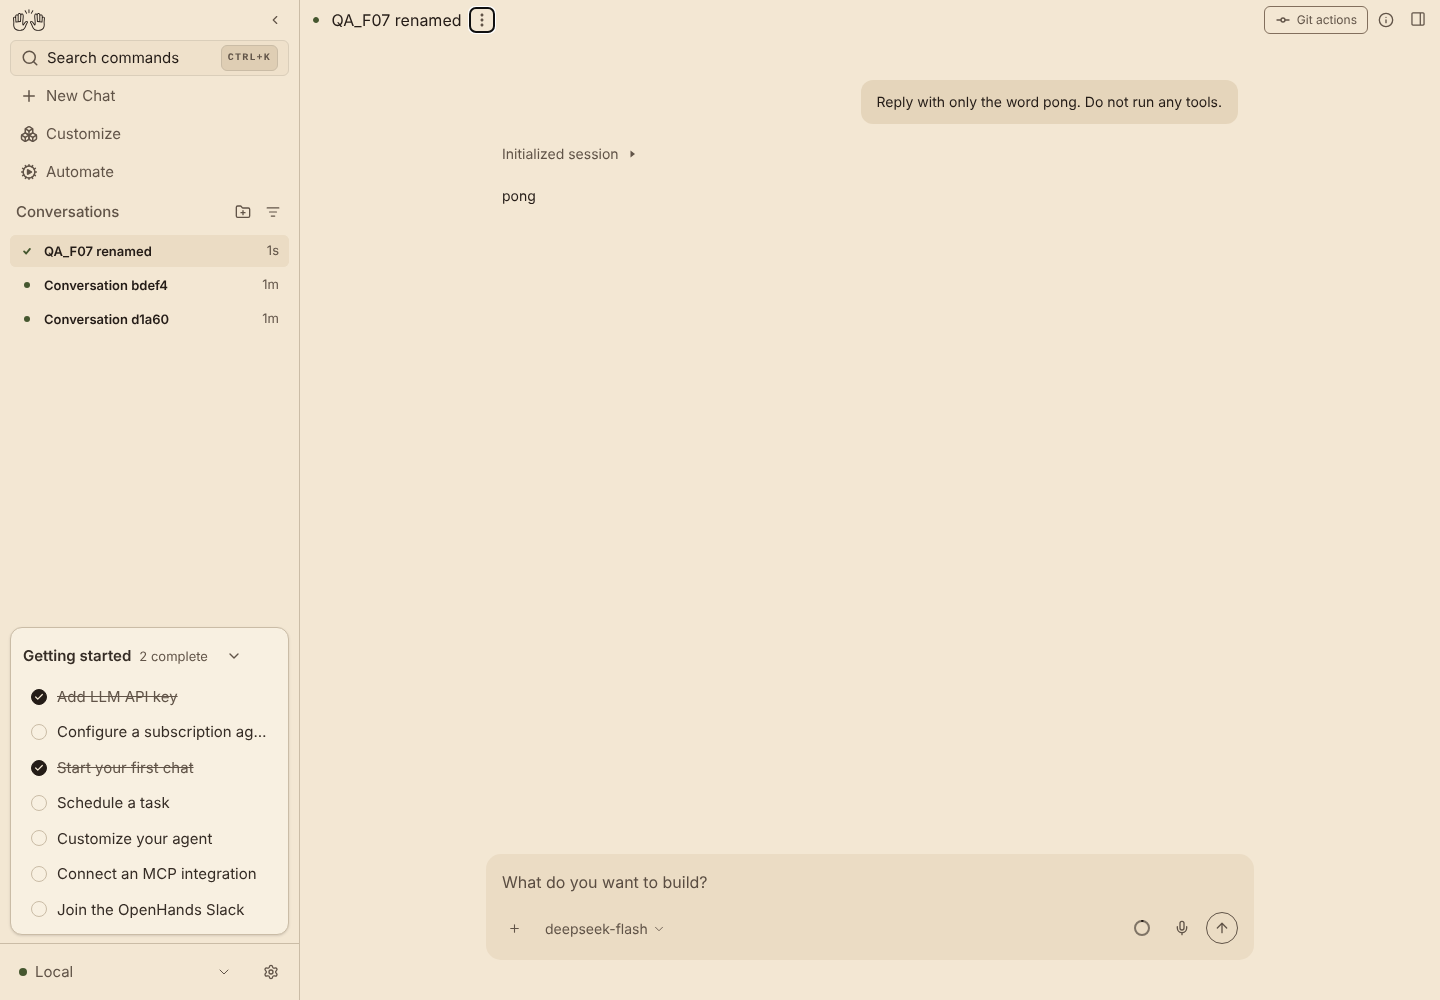 Search commands
CTRL+K
New Chat
Customize
Automate
Conversations
QA_F07 renamed
1s
Conversation bdef4
1m
Conversation d1a60
1m
Getting started 2 complete
Add LLM API key
Configure a subscription ag...
Start your first chat
Schedule a task
Customize your agent
Connect an MCP integration
Join the OpenHands Slack
Local
QA_F07 renamed
Git actions
Reply with only the word pong. Do not run any tools.
Initialized session
pong
What do you want to build?
deepseek-flash